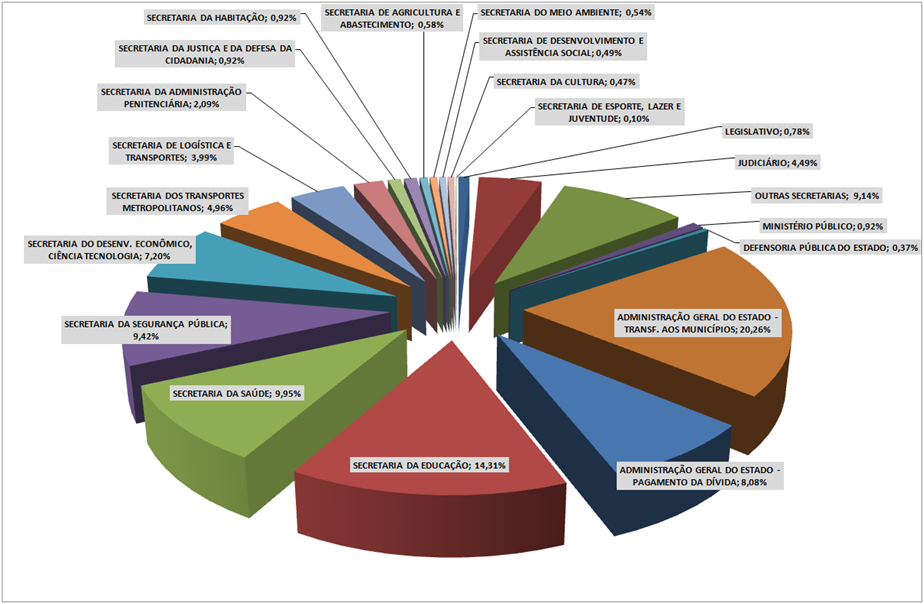 SECRETARIA DA HABITAÇÃO; 0,92%
SECRETARIA DE AGRICULTURA E
ABASTECIMENTO; 0,58%
SECRETARIA DO MEIO AMBIENTE; 0,54%
SECRETARIA DA JUSTIÇA E DA DEFESA DA
CIDADANIA; 0,92%
SECRETARIA DE DESENVOLVIMENTO E
ASSISTÊNCIA SOCIAL; 0,49%
SECRETARIA DA CULTURA; 0,47%
SECRETARIA DA ADMINISTRAÇÃO
PENITENCIÁRIA; 2,09%
SECRETARIA DE ESPORTE, LAZER E
JUVENTUDE; 0,10%
LEGISLATIVO; 0,78%
SECRETARIA DE LOGÍSTICA E
TRANSPORTES; 3,99%
JUDICIÁRIO; 4,49%
SECRETARIA DOS TRANSPORTES
METROPOLITANOS; 4,96%
OUTRAS SECRETARIAS; 9,14%
MINISTÉRIO PÚBLICO; 0,92%
SECRETARIA DO DESENV. ECONÔMICO,
CIÊNCIA TECNOLOGIA; 7,20%
DEFENSORIA PÚBLICA DO ESTADO; 0,37%
SECRETARIA DA SEGURANÇA PÚBLICA;
9,42%
ADMINISTRAÇÃO GERAL DO ESTADO -
TRANSF. AOS MUNICÍPIOS; 20,26%
SECRETARIA DA SAÚDE; 9,95%
SECRETARIA DA EDUCAÇÃO; 14,31%
ADMINISTRAÇÃO GERAL DO ESTADO -
PAGAMENTO DA DÍVIDA; 8,08%